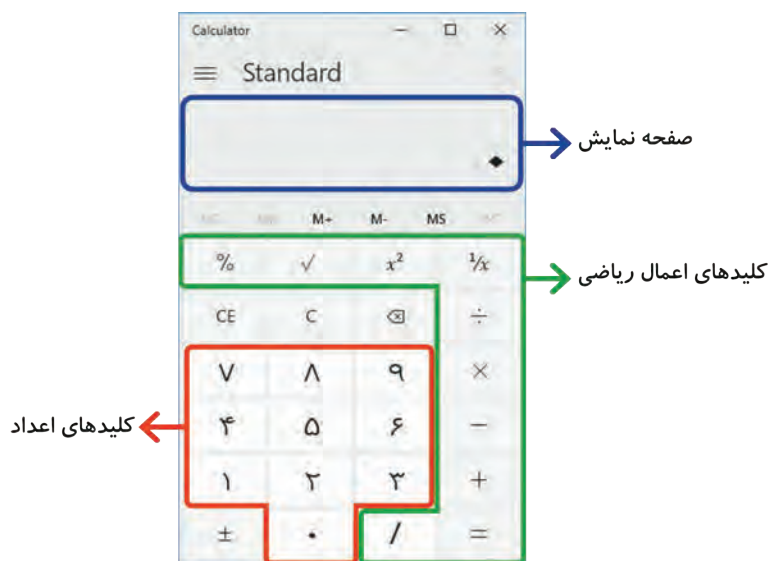 Calculator
Standard
صفحه نمایش
M+ M- MS
% √ x² ¹/x
کلیدهای اعمال ریاضی
CE C ÷
۷ ۸ ۹ ×
۴ ۵ ۶ −
کلیدهای اعداد
۱ ۲ ۳ +
± ۰ / =